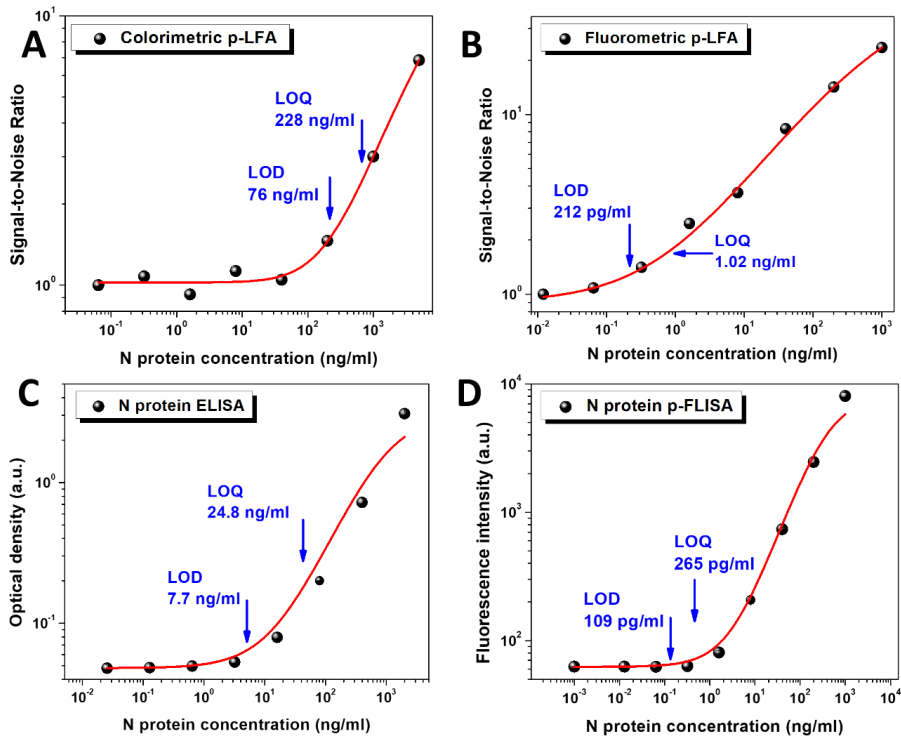 A
Colorimetric p-LFA
10^1
10^0
Signal-to-Noise Ratio
LOQ
228 ng/ml
LOD
76 ng/ml
10^-1 10^0 10^1 10^2 10^3
N protein concentration (ng/ml)
B
Fluorometric p-LFA
10^1
10^0
Signal-to-Noise Ratio
LOD
212 pg/ml
LOQ
1.02 ng/ml
10^-2 10^-1 10^0 10^1 10^2 10^3
N protein concentration (ng/ml)
C
N protein ELISA
10^0
10^-1
Optical density (a.u.)
LOQ
24.8 ng/ml
LOD
7.7 ng/ml
10^-2 10^-1 10^0 10^1 10^2 10^3
N protein concentration (ng/ml)
D
N protein p-FLISA
10^4
10^3
10^2
Fluorescence intensity (a.u.)
LOQ
265 pg/ml
LOD
109 pg/ml
10^-3 10^-2 10^-1 10^0 10^1 10^2 10^3 10^4
N protein concentration (ng/ml)